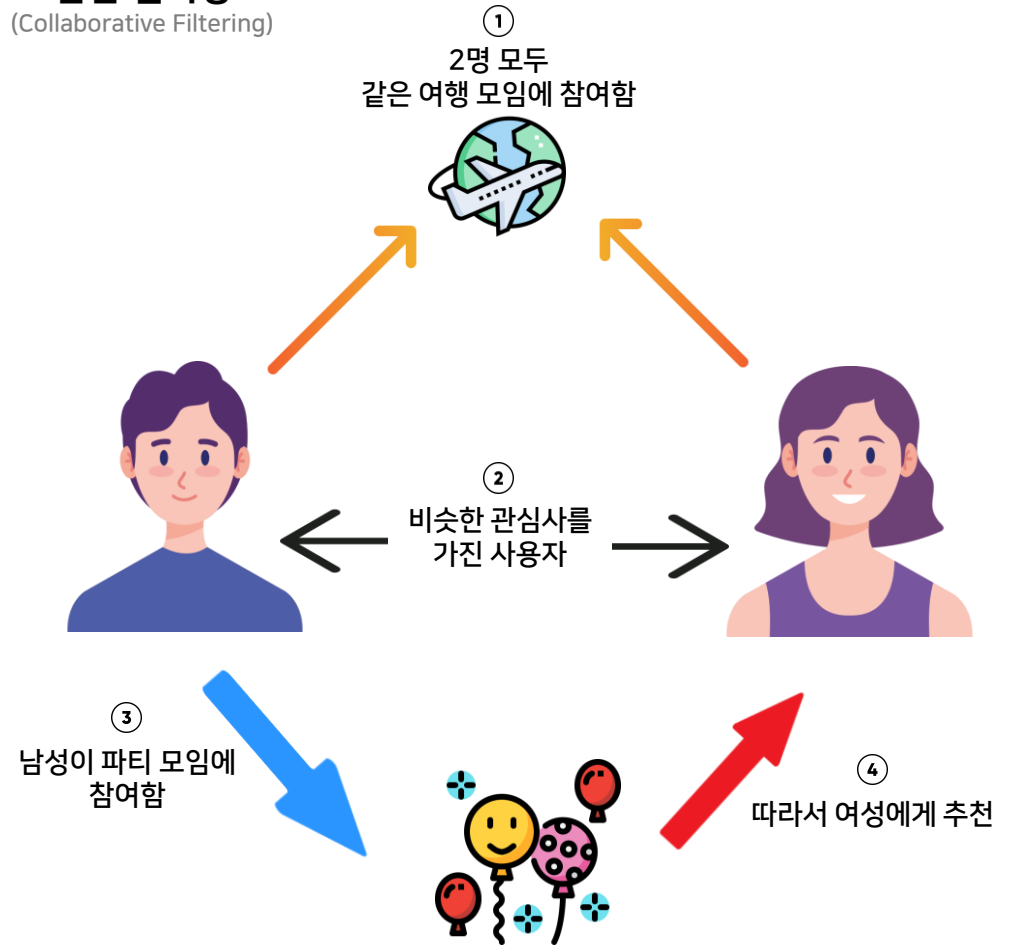 (Collaborative Filtering)
①
2명 모두
같은 여행 모임에 참여함
②
비슷한 관심사를
가진 사용자
③
남성이 파티 모임에
참여함
④
따라서 여성에게 추천